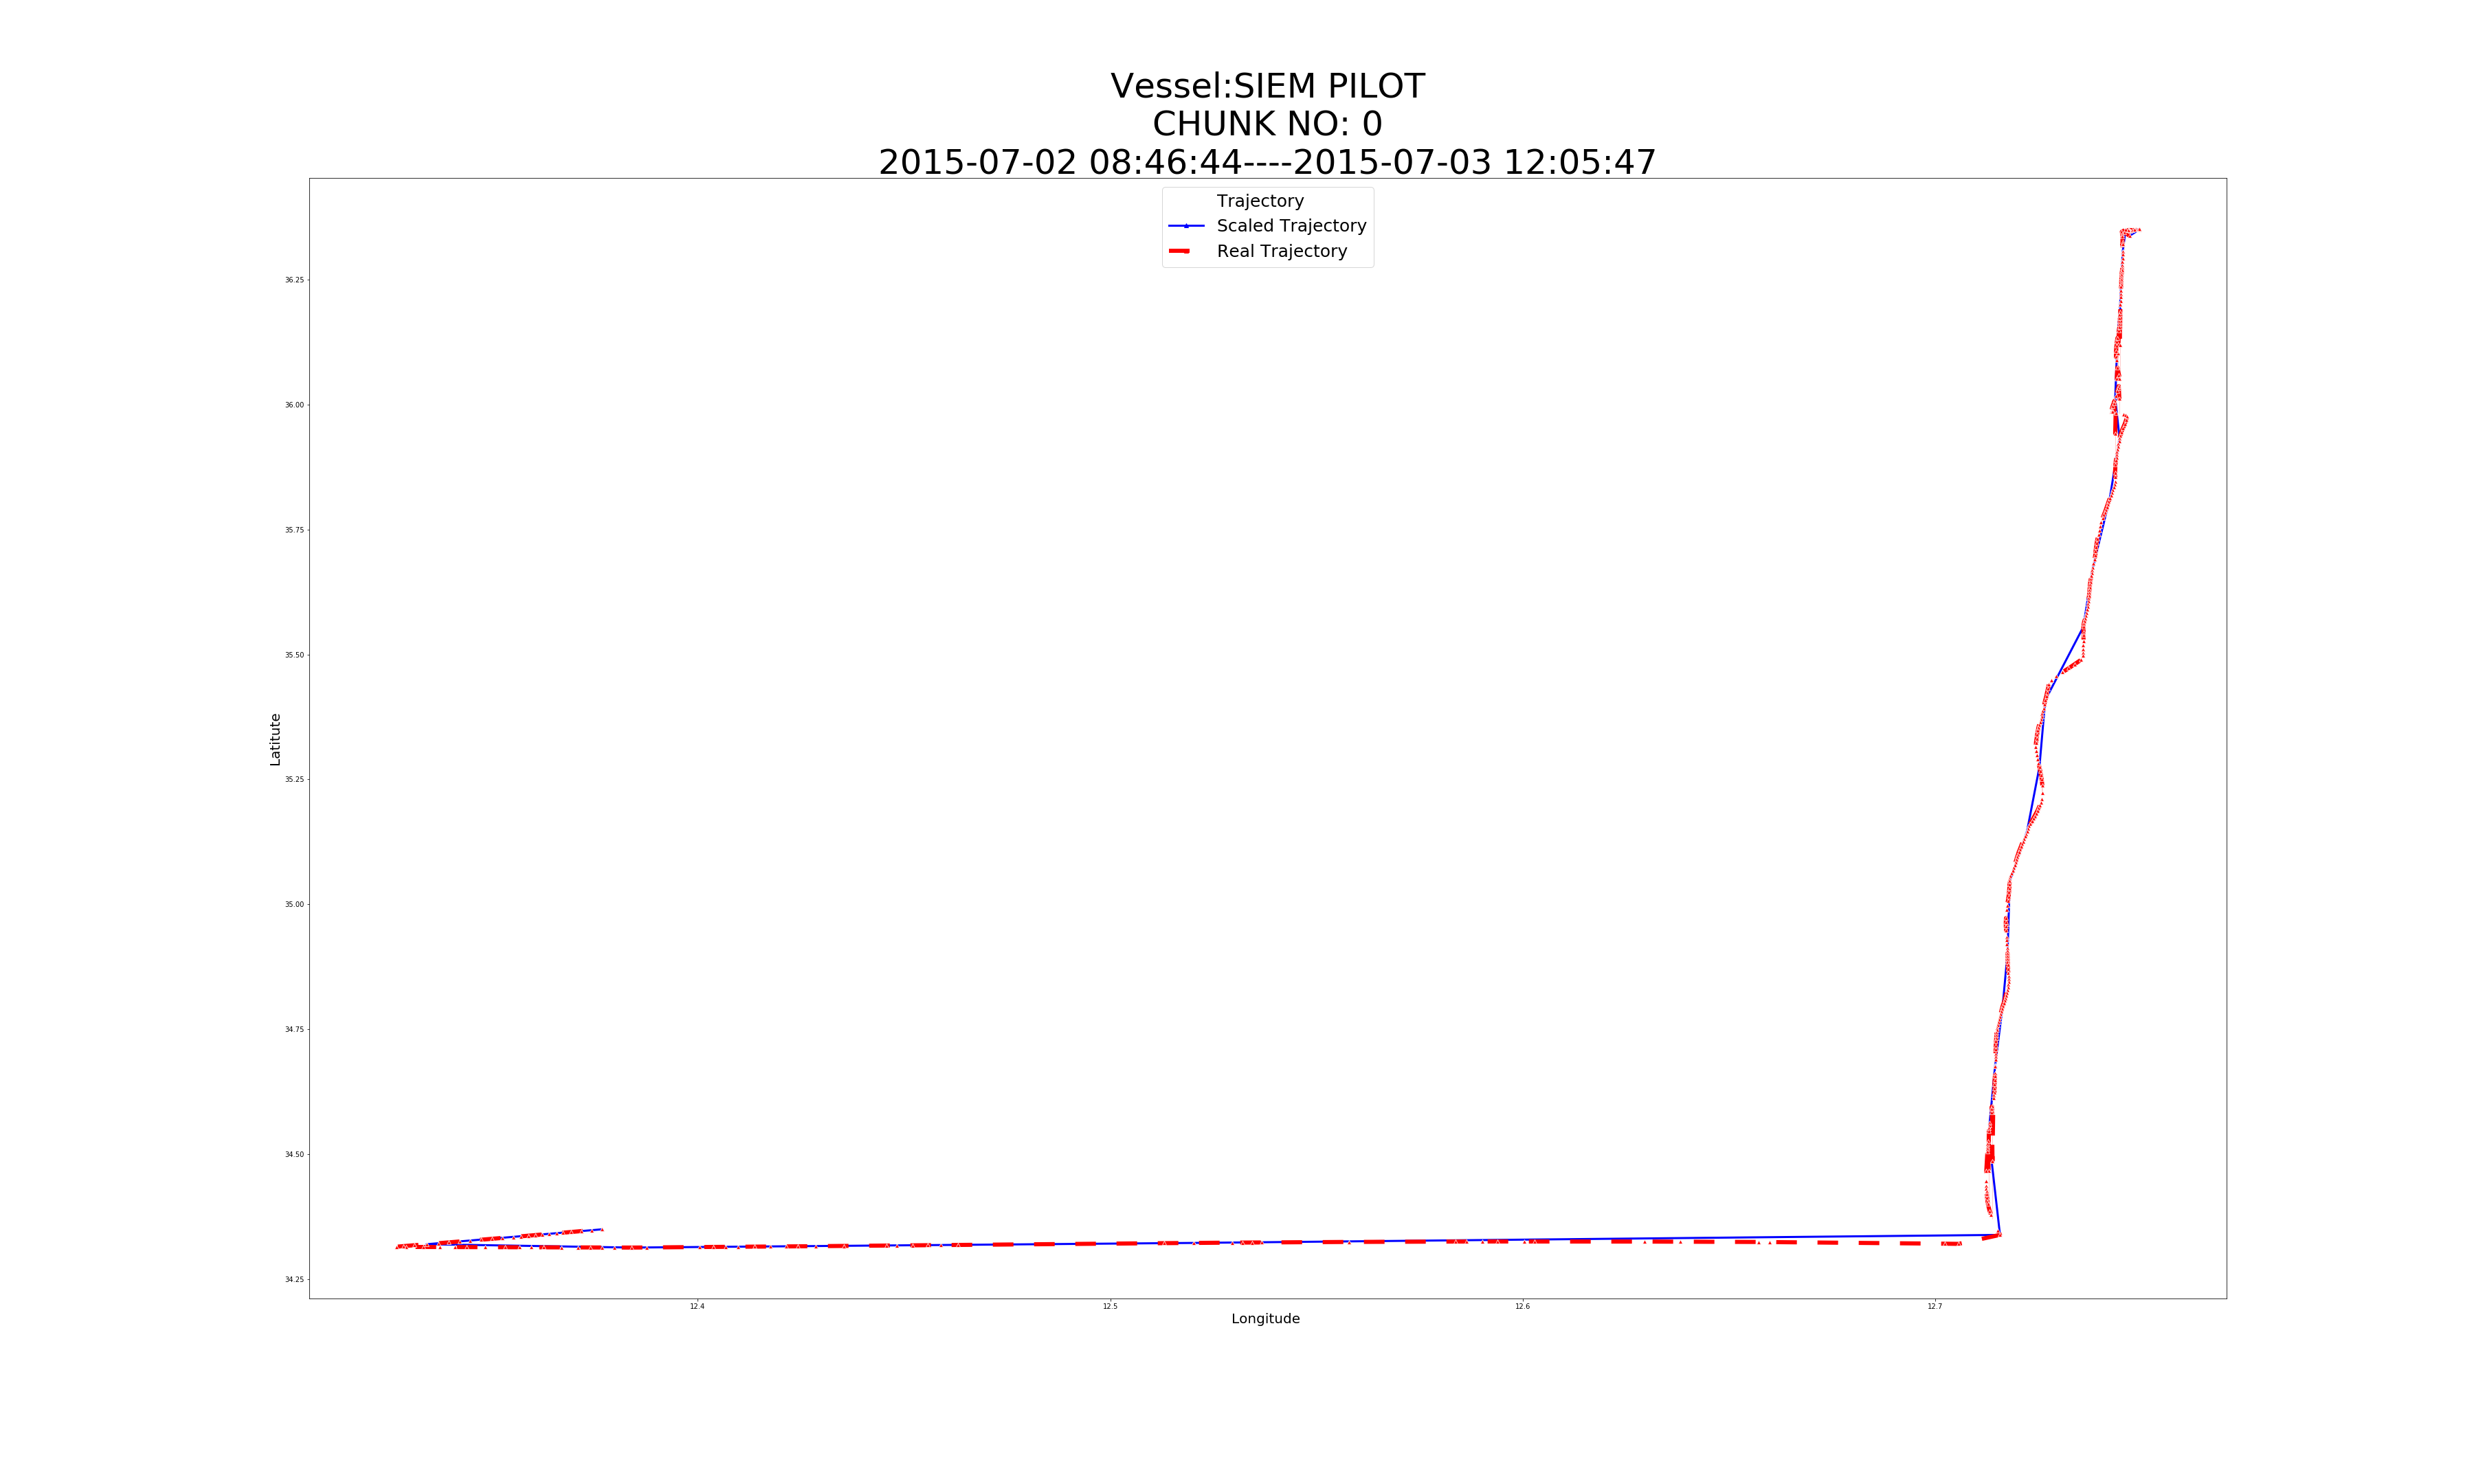 Vessel:SIEM PILOT
CHUNK NO: 0
2015-07-02 08:46:44----2015-07-03 12:05:47
Trajectory
Scaled Trajectory
Real Trajectory
36.25
36.00
35.75
35.50
35.25
35.00
34.75
34.50
34.25
Latitute
12.4
12.5
12.6
12.7
Longitude